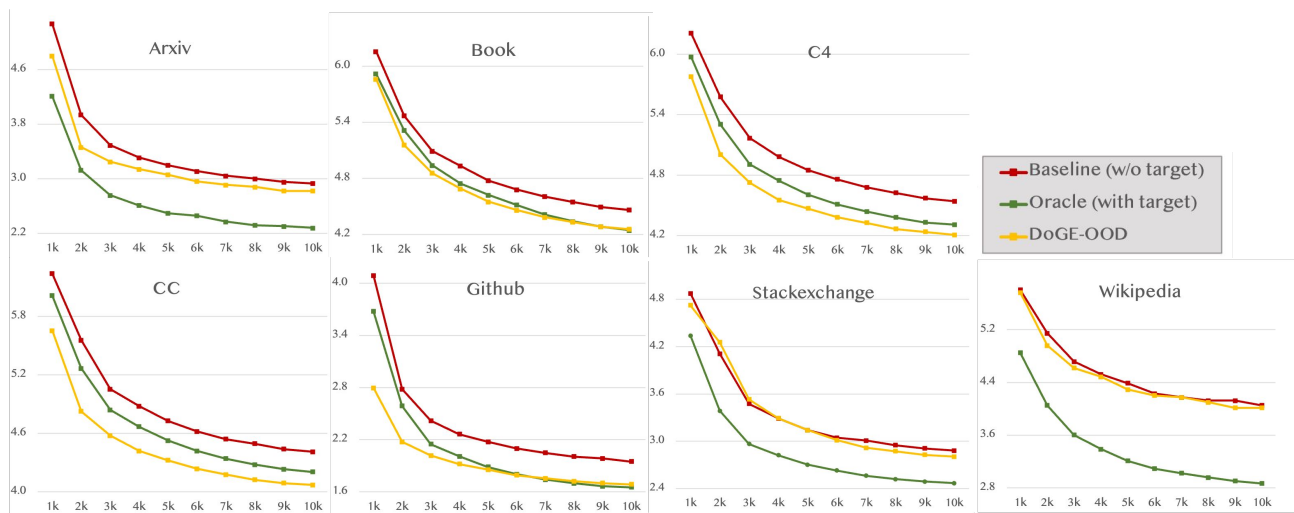 Arxiv
4.6
3.8
3.0
2.2
1k 2k 3k 4k 5k 6k 7k 8k 9k 10k
Book
6.0
5.4
4.8
4.2
1k 2k 3k 4k 5k 6k 7k 8k 9k 10k
C4
6.0
5.4
4.8
4.2
1k 2k 3k 4k 5k 6k 7k 8k 9k 10k
Baseline (w/o target)
Oracle (with target)
DoGE-OOD
CC
5.8
5.2
4.6
4.0
1k 2k 3k 4k 5k 6k 7k 8k 9k 10k
Github
4.0
3.4
2.8
2.2
1.6
1k 2k 3k 4k 5k 6k 7k 8k 9k 10k
Stackexchange
4.8
4.2
3.6
3.0
2.4
1k 2k 3k 4k 5k 6k 7k 8k 9k 10k
Wikipedia
5.2
4.4
3.6
2.8
1k 2k 3k 4k 5k 6k 7k 8k 9k 10k